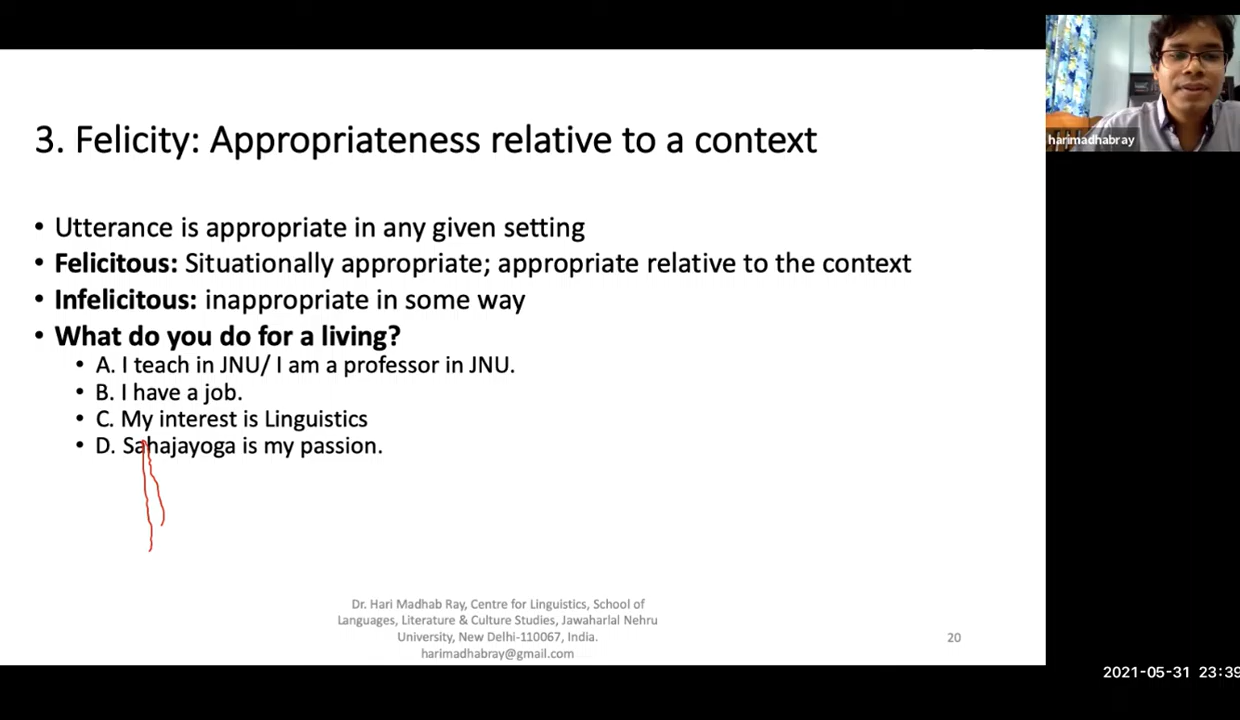 harimadhabray
3. Felicity: Appropriateness relative to a context
• Utterance is appropriate in any given setting
• Felicitous: Situationally appropriate; appropriate relative to the context
• Infelicitous: inappropriate in some way
• What do you do for a living?
• A. I teach in JNU/ I am a professor in JNU.
• B. I have a job.
• C. My interest is Linguistics
• D. Sahajayoga is my passion.
Dr. Hari Madhab Ray, Centre for Linguistics, School of
Languages, Literature & Culture Studies, Jawaharlal Nehru
University, New Delhi-110067, India.
harimadhabray@gmail.com
20
2021-05-31 23:39